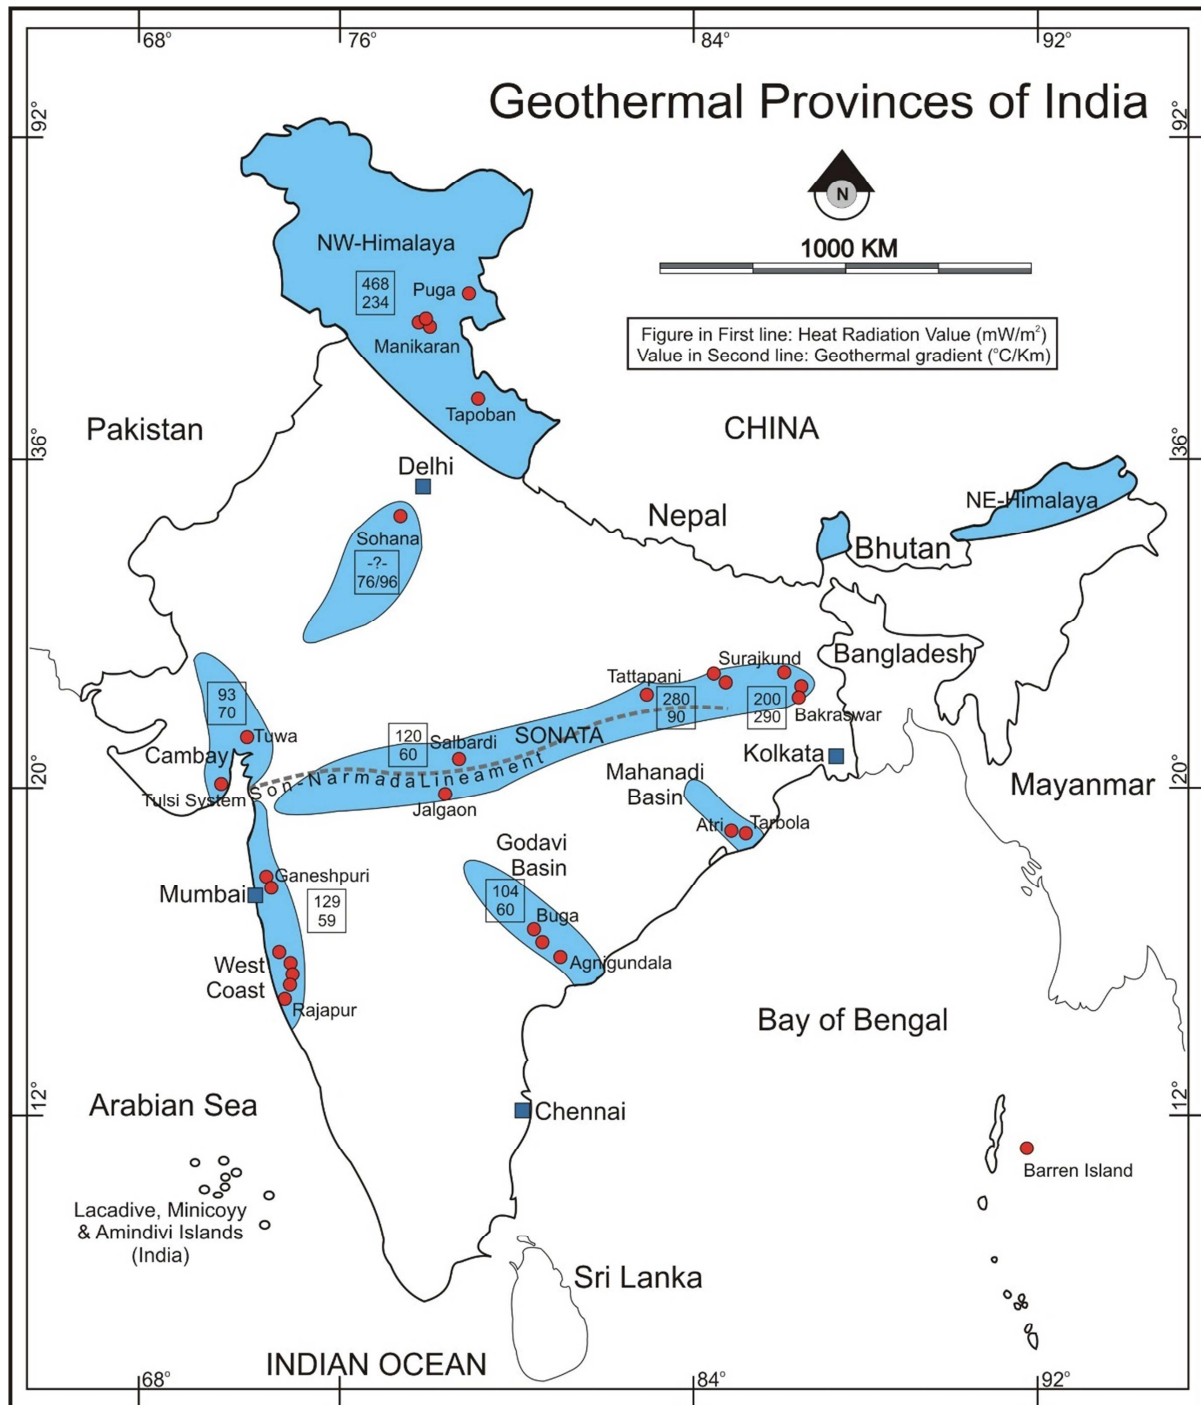 68°
76°
84°
92°
Geothermal Provinces of India
92°
92°
N
1000 KM
NW-Himalaya
468
234
Puga
Manikaran
Figure in First line: Heat Radiation Value (mW/m²)
Value in Second line: Geothermal gradient (°C/Km)
Tapoban
Pakistan
CHINA
36°
36°
Delhi
Nepal
NE-Himalaya
Sohana
-?-
76/96
Bhutan
Bangladesh
Surajkund
Tattapani
93
70
280
90
200
290
Bakraswar
Tuwa
120
60
Salbardi
SONATA
Cambay
Kolkata
Mahanadi
Basin
Mayanmar
120°
120°
Tulsi System
Son-Narmada Lineament
Jalgaon
Atri
Tarbola
Godavi
Basin
Ganeshpuri
Mumbai
129
59
104
60
Buga
Agnigundala
West
Coast
Rajapur
Bay of Bengal
Arabian Sea
12°
12°
Chennai
Barren Island
Lacadive, Minicoyy
& Amindivi Islands
(India)
Sri Lanka
INDIAN OCEAN
68°
76°
84°
92°